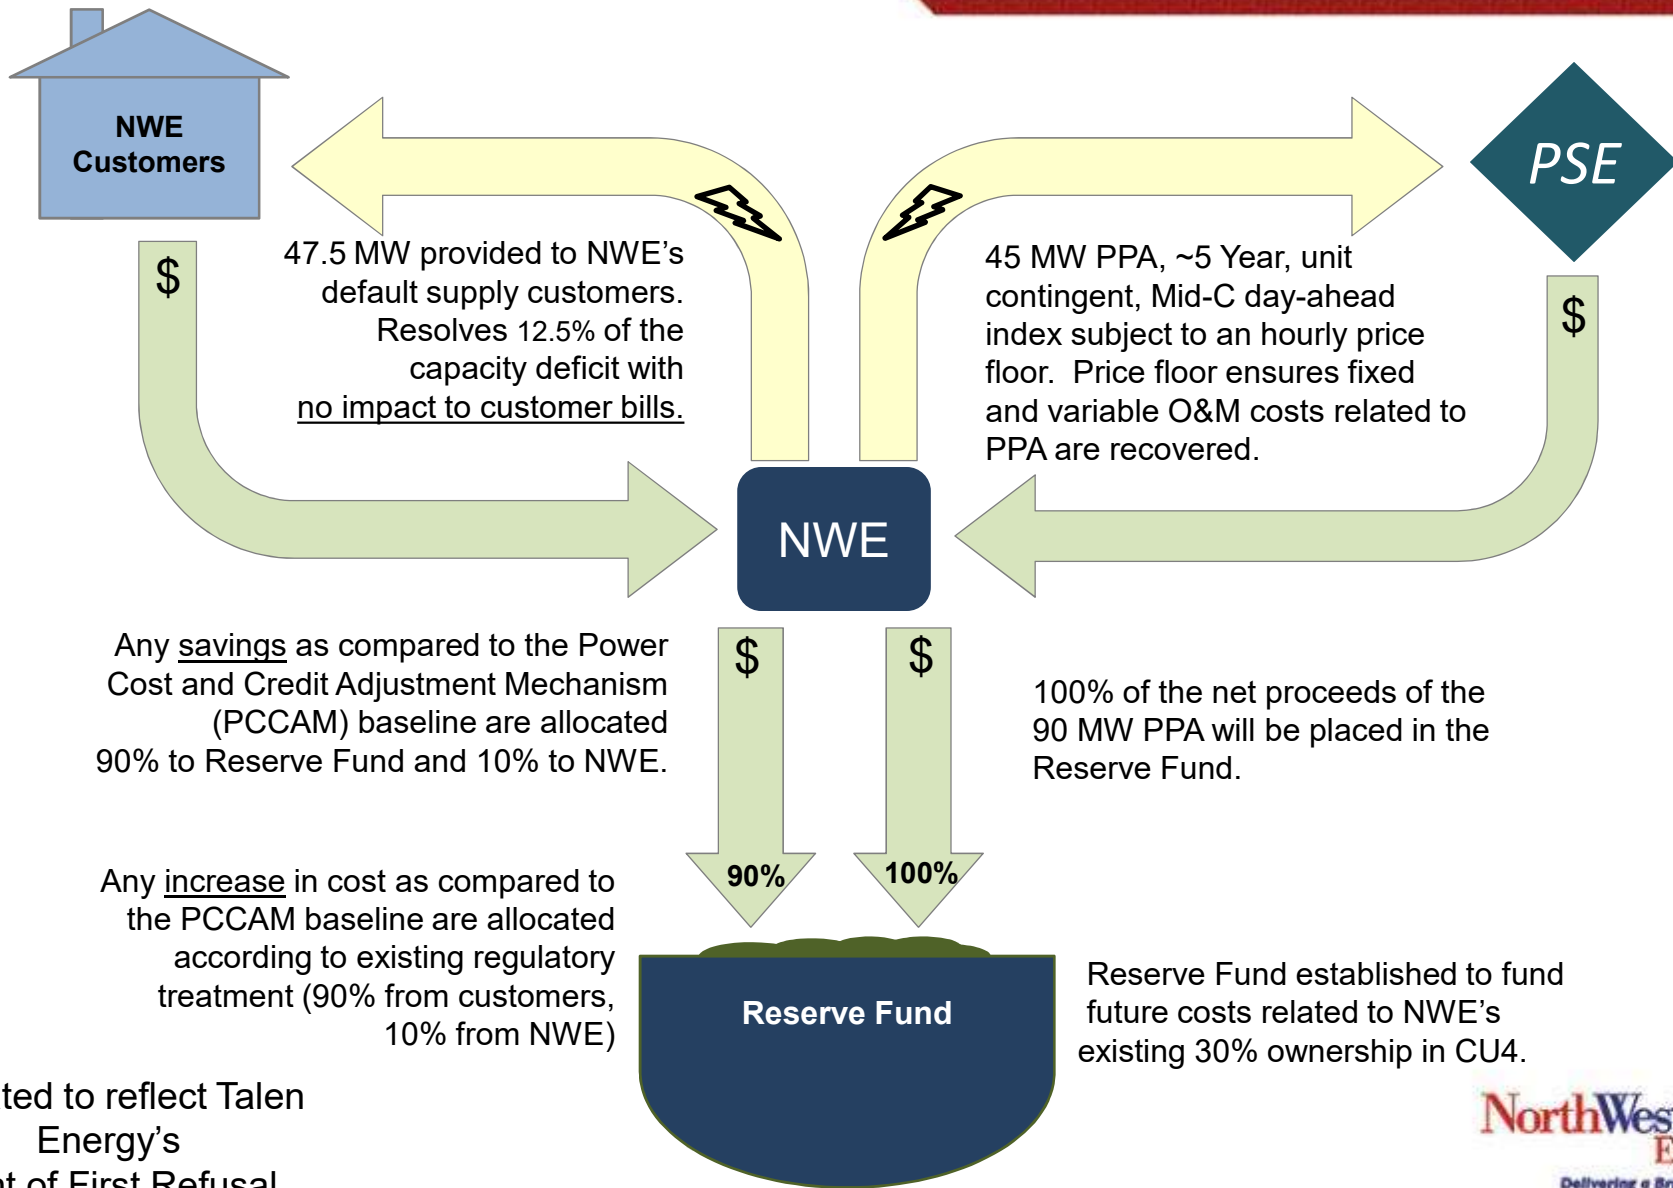 NWE
Customers
PSE
$
47.5 MW provided to NWE’s
default supply customers.
Resolves 12.5% of the
capacity deficit with
no impact to customer bills.
45 MW PPA, ~5 Year, unit
contingent, Mid-C day-ahead
index subject to an hourly price
floor.  Price floor ensures fixed
and variable O&M costs related to
PPA are recovered.
$
NWE
Any savings as compared to the Power
Cost and Credit Adjustment Mechanism
(PCCAM) baseline are allocated
90% to Reserve Fund and 10% to NWE.
$
$
100% of the net proceeds of the
90 MW PPA will be placed in the
Reserve Fund.
Any increase in cost as compared to
the PCCAM baseline are allocated
according to existing regulatory
treatment (90% from customers,
10% from NWE)
90%
100%
Reserve Fund
Reserve Fund established to fund
future costs related to NWE’s
existing 30% ownership in CU4.
to reflect Talen
Energy’s
of First Refusal